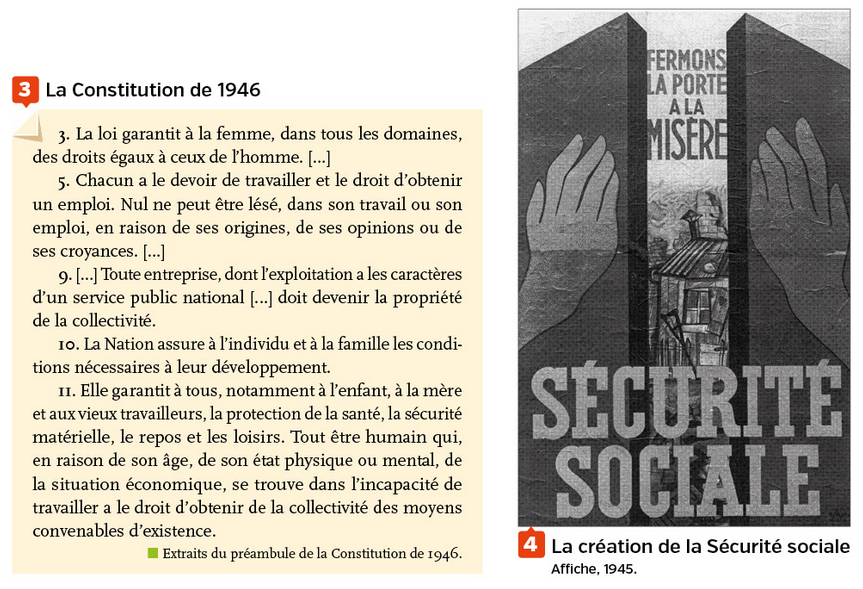 3 La Constitution de 1946
3. La loi garantit à la femme, dans tous les domaines,
des droits égaux à ceux de l'homme. [...]
5. Chacun a le devoir de travailler et le droit d'obtenir
un emploi. Nul ne peut être lésé, dans son travail ou son
emploi, en raison de ses origines, de ses opinions ou de
ses croyances. [...]
9. [...] Toute entreprise, dont l'exploitation a les caractères
d'un service public national [...] doit devenir la propriété
de la collectivité.
10. La Nation assure à l'individu et à la famille les condi-
tions nécessaires à leur développement.
11. Elle garantit à tous, notamment à l'enfant, à la mère
et aux vieux travailleurs, la protection de la santé, la sécurité
matérielle, le repos et les loisirs. Tout être humain qui,
en raison de son âge, de son état physique ou mental, de
la situation économique, se trouve dans l'incapacité de
travailler a le droit d'obtenir de la collectivité des moyens
convenables d'existence.
Extraits du préambule de la Constitution de 1946.
FERMONS
LA PORTE
A LA
MISÈRE
SÉCURITÉ
SOCIALE
4 La création de la Sécurité sociale
Affiche, 1945.